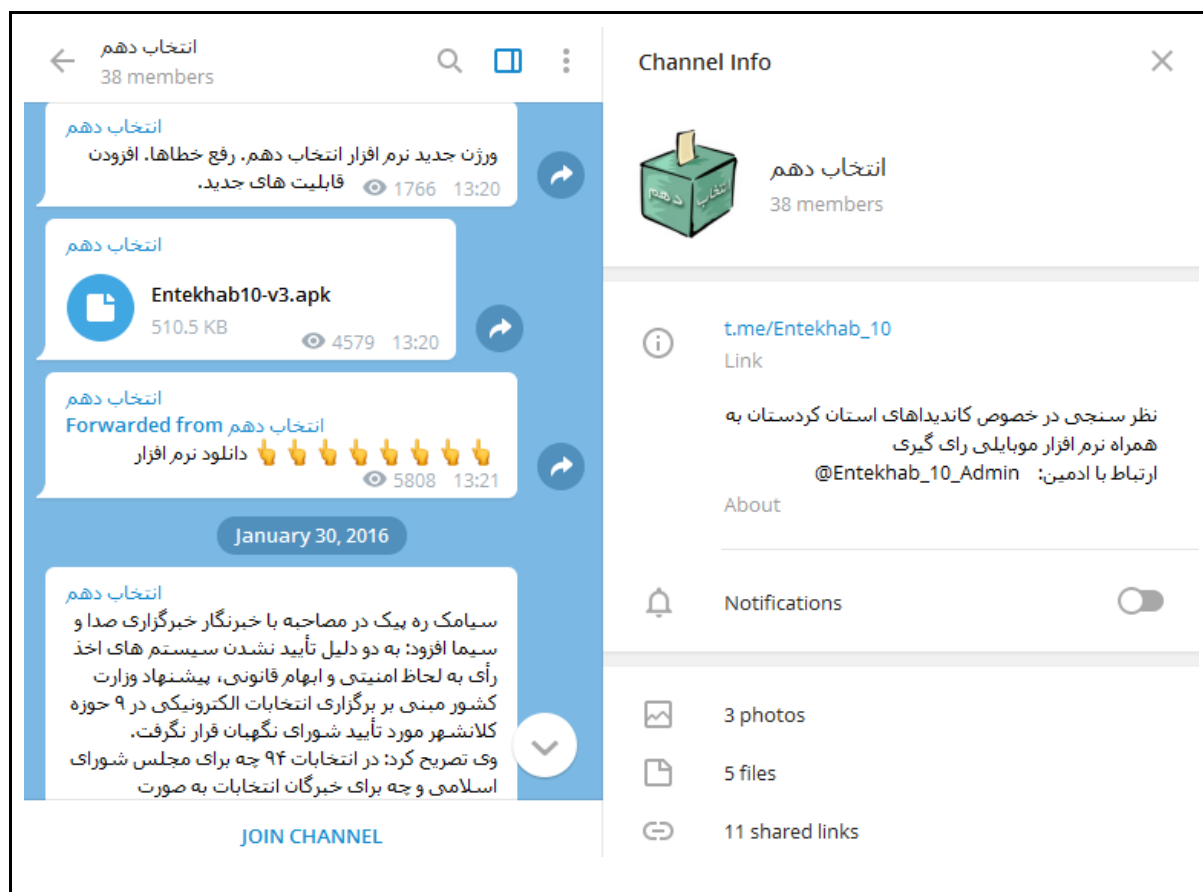 انتخاب دهم
38 members
انتخاب دهم
ورژن جدید نرم افزار انتخاب دهم. رفع خطاها. افزودن
قابلیت های جدید.
1766 13:20
انتخاب دهم
Entekhab10-v3.apk
510.5 KB
4579 13:20
انتخاب دهم
Forwarded from انتخاب دهم
👆👆👆👆👆👆👆👆 دانلود نرم افزار
5808 13:21
January 30, 2016
انتخاب دهم
سیامک ره پیک در مصاحبه با خبرنگار خبرگزاری صدا و
سیما افزود: به دو دلیل تأیید نشدن سیستم های اخذ
رأی به لحاظ امنیتی و ابهام قانونی، پیشنهاد وزارت
کشور مبنی بر برگزاری انتخابات الکترونیکی در ۹ حوزه
کلانشهر مورد تأیید شورای نگهبان قرار نگرفت.
وی تصریح کرد: در انتخابات ۹۴ چه برای مجلس شورای
اسلامی و چه برای خبرگان انتخابات به صورت
JOIN CHANNEL
Channel Info
انتخاب دهم
انتخاب دهم
38 members
t.me/Entekhab_10
Link
نظر سنجی در خصوص کاندیداهای استان کردستان به
همراه نرم افزار موبایلی رای گیری
ارتباط با ادمین: @Entekhab_10_Admin
About
Notifications
3 photos
5 files
11 shared links